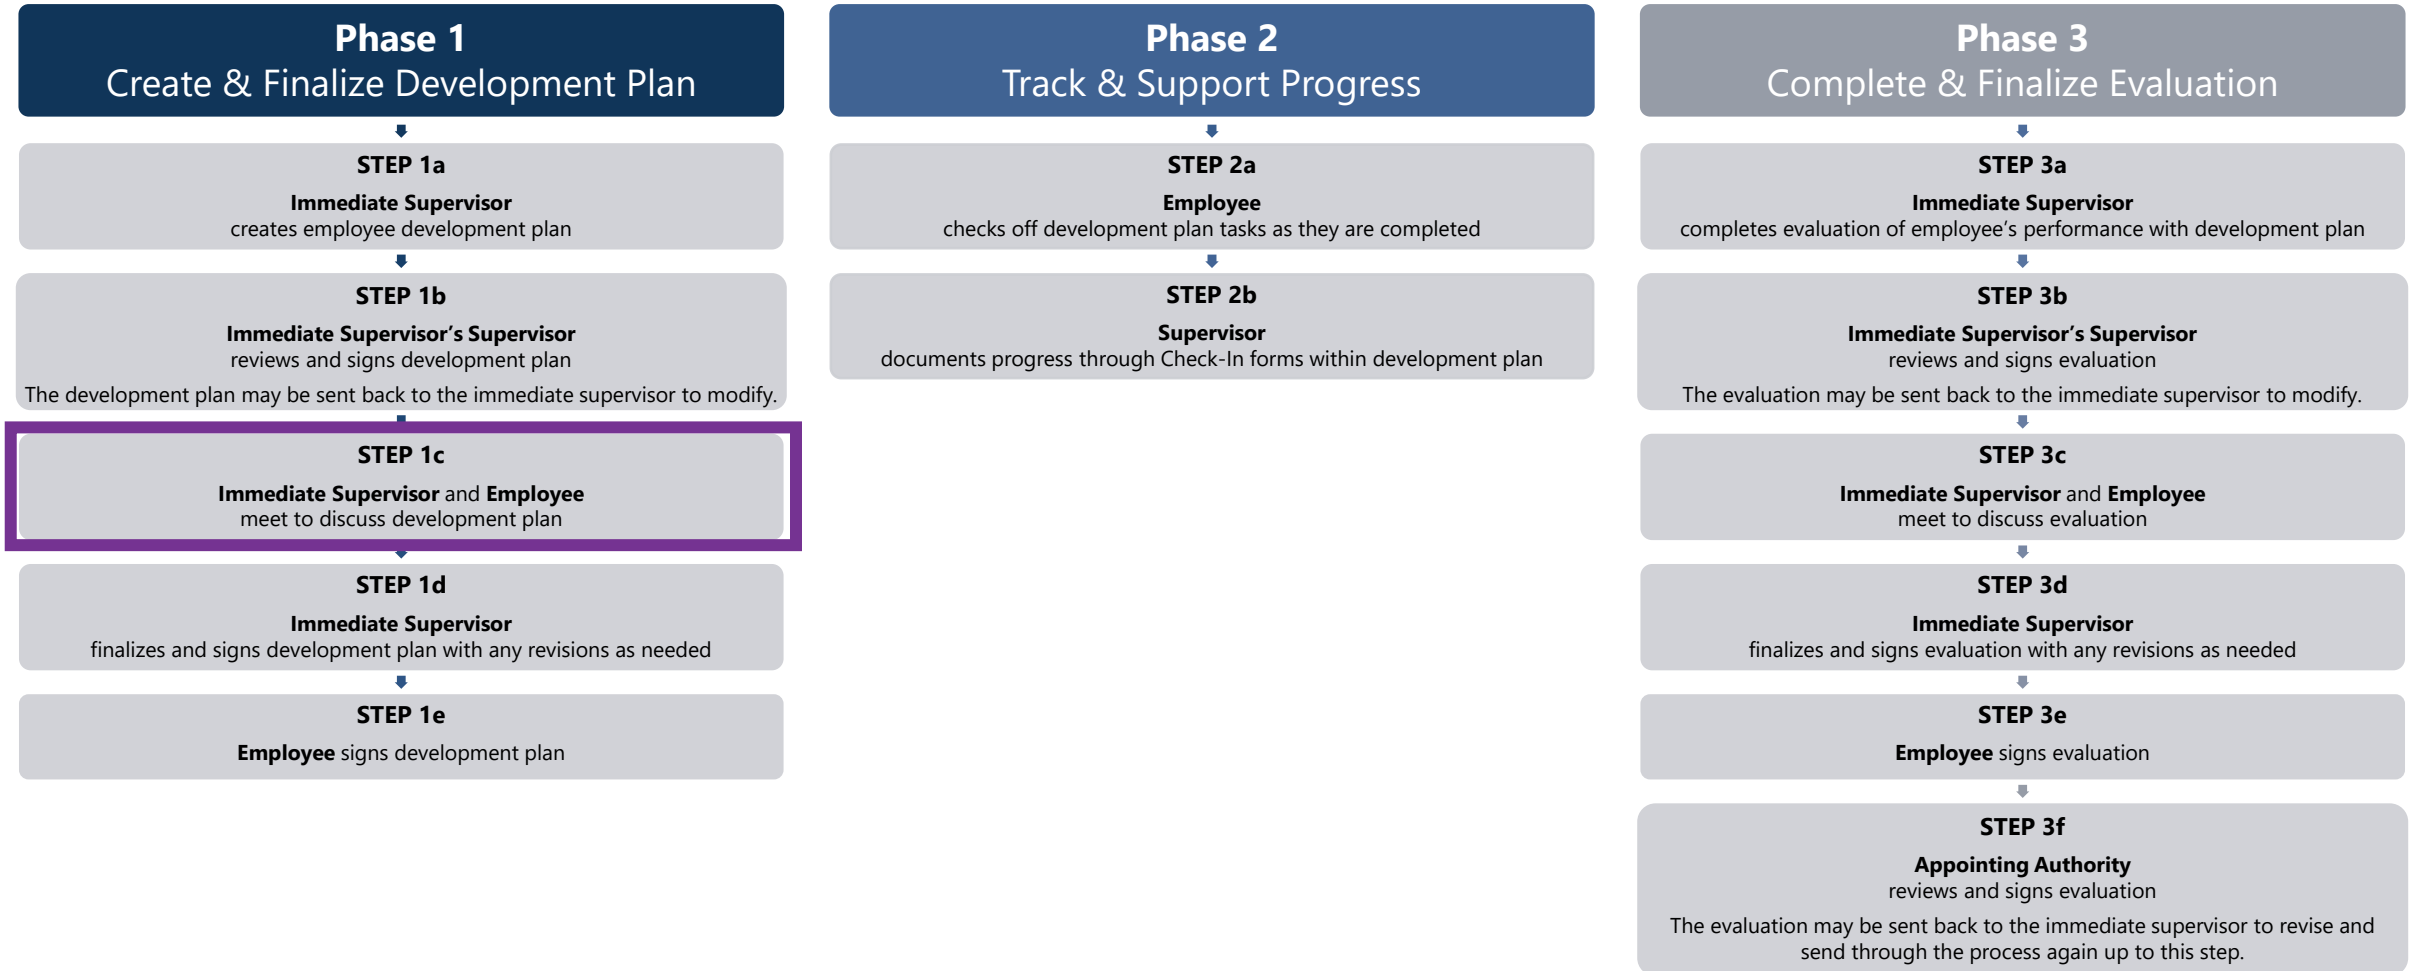 Phase 1
Create & Finalize Development Plan
STEP 1a
Immediate Supervisor
creates employee development plan
STEP 1b
Immediate Supervisor’s Supervisor
reviews and signs development plan
The development plan may be sent back to the immediate supervisor to modify.
STEP 1c
Immediate Supervisor and Employee
meet to discuss development plan
STEP 1d
Immediate Supervisor
finalizes and signs development plan with any revisions as needed
STEP 1e
Employee signs development plan
Phase 2
Track & Support Progress
STEP 2a
Employee
checks off development plan tasks as they are completed
STEP 2b
Supervisor
documents progress through Check-In forms within development plan
Phase 3
Complete & Finalize Evaluation
STEP 3a
Immediate Supervisor
completes evaluation of employee’s performance with development plan
STEP 3b
Immediate Supervisor’s Supervisor
reviews and signs evaluation
The evaluation may be sent back to the immediate supervisor to modify.
STEP 3c
Immediate Supervisor and Employee
meet to discuss evaluation
STEP 3d
Immediate Supervisor
finalizes and signs evaluation with any revisions as needed
STEP 3e
Employee signs evaluation
STEP 3f
Appointing Authority
reviews and signs evaluation
The evaluation may be sent back to the immediate supervisor to revise and
send through the process again up to this step.